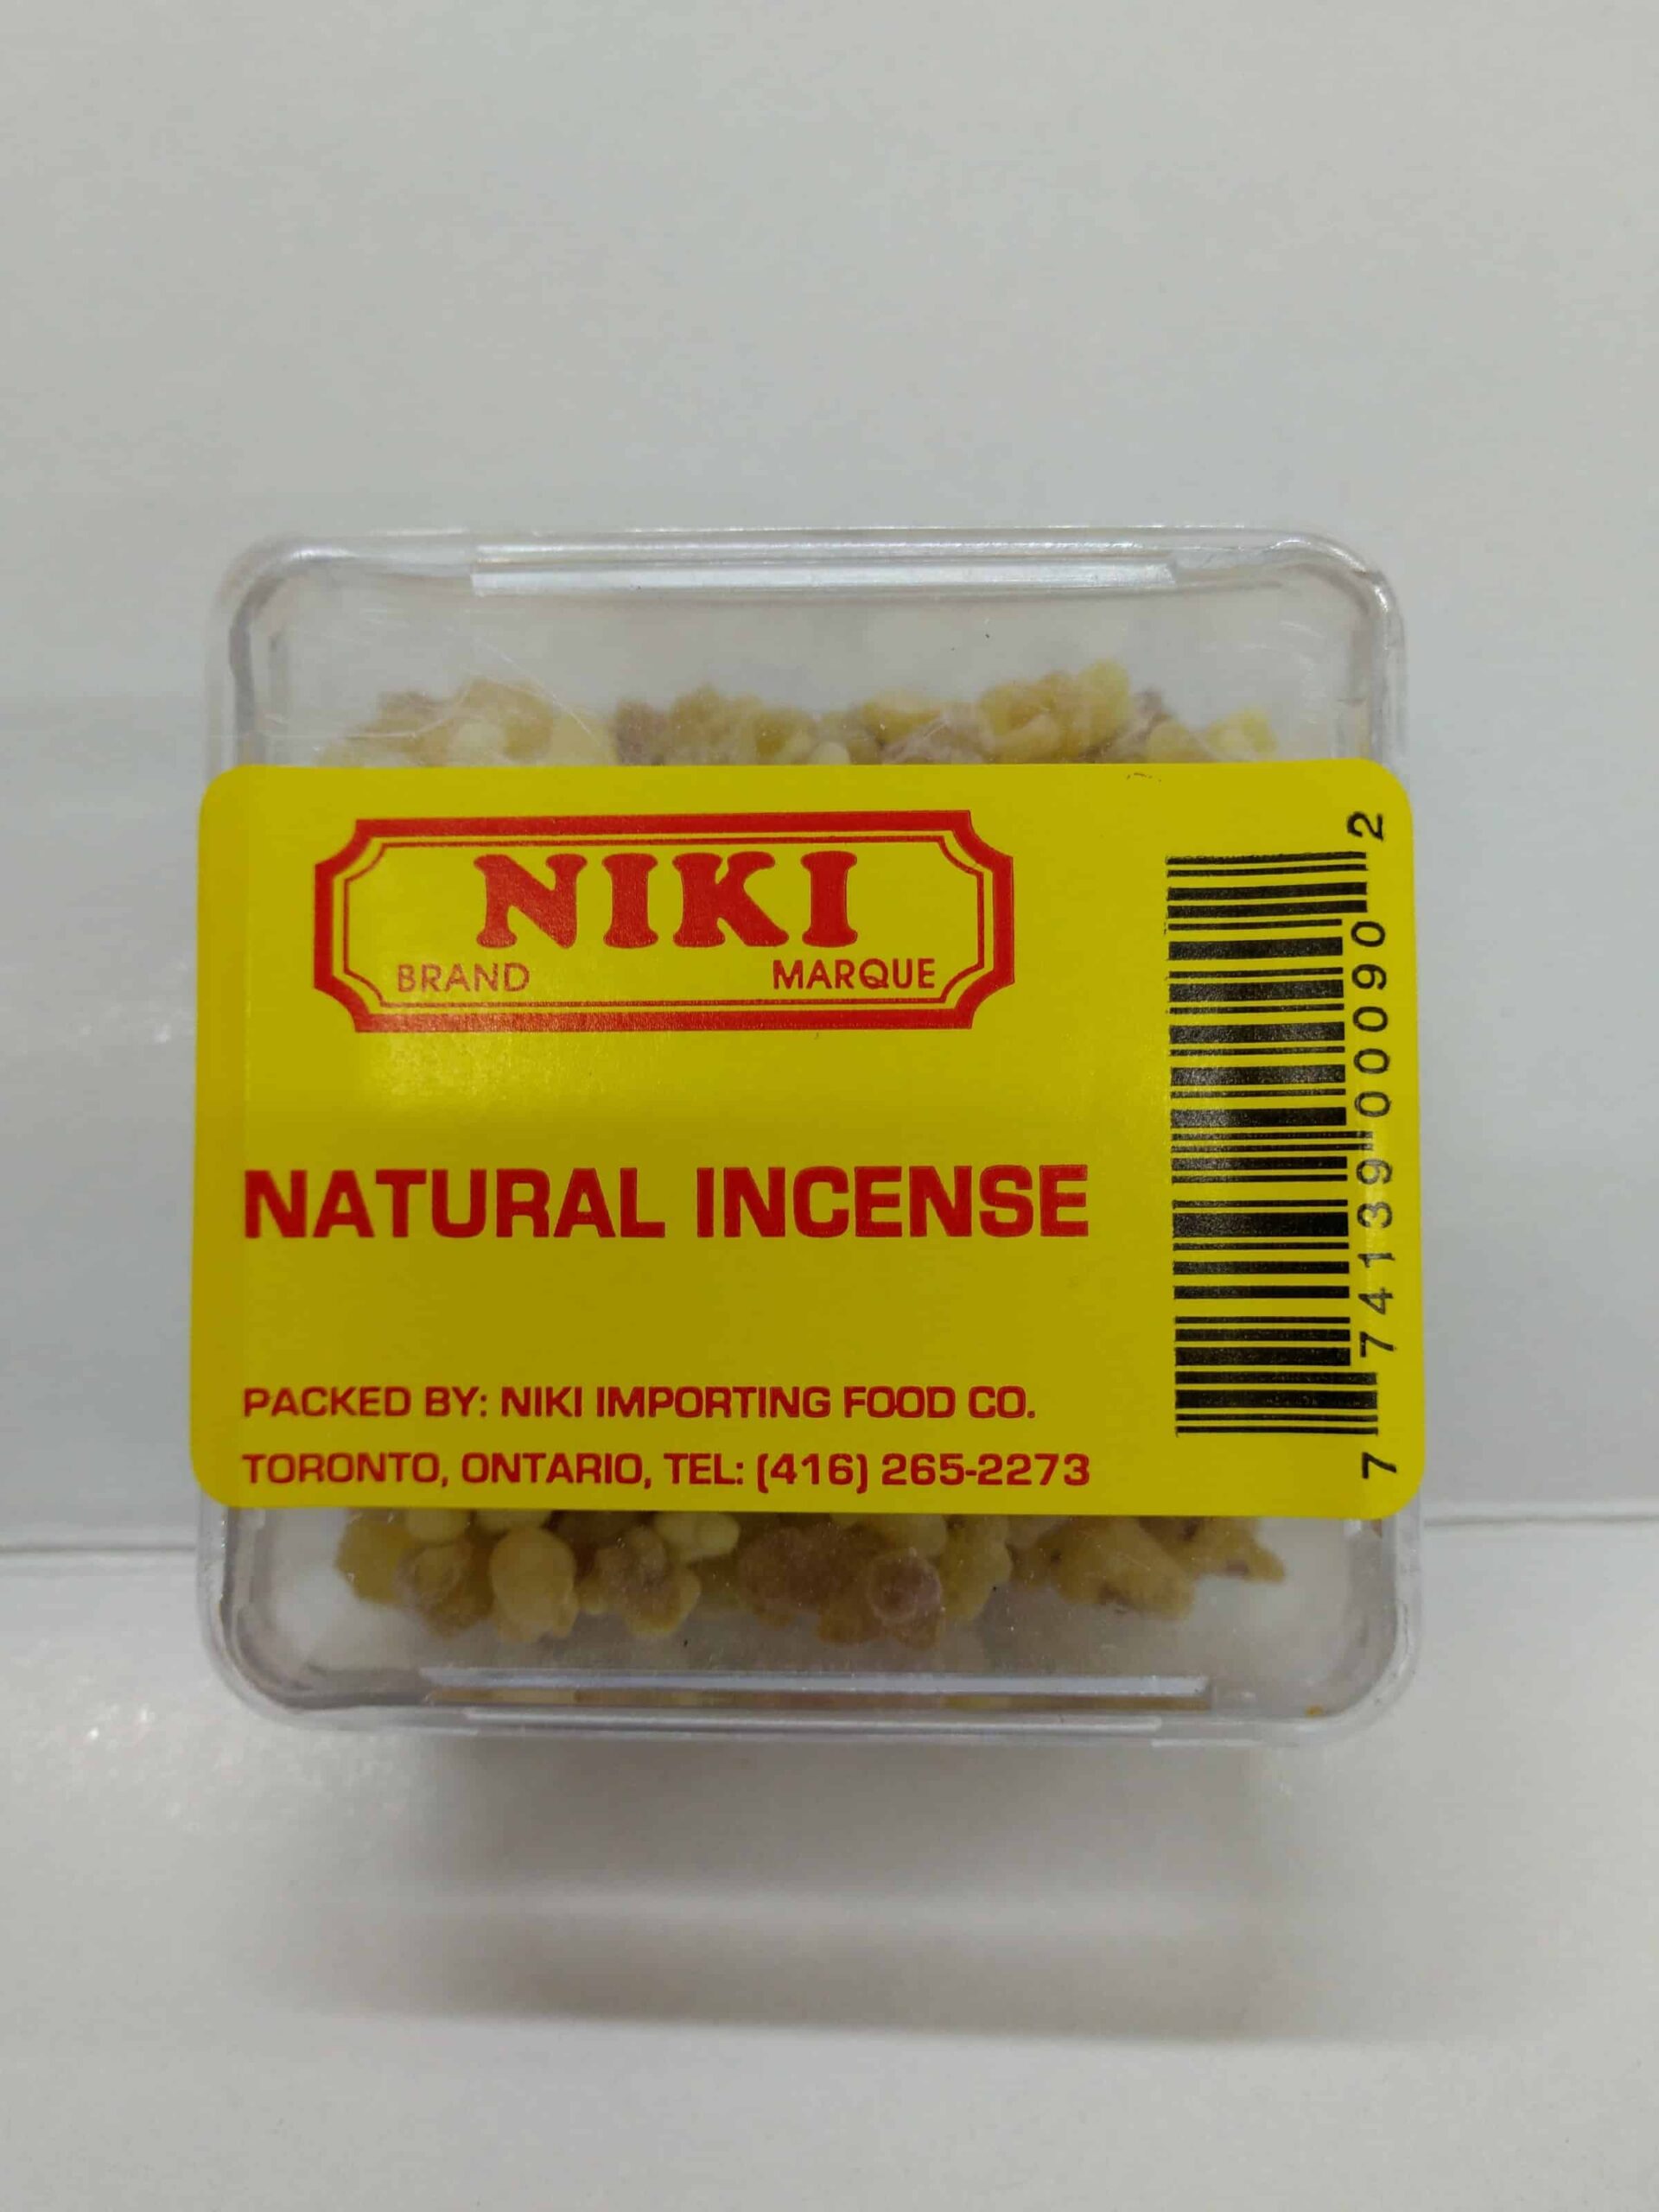 NIKI
BRAND MARQUE
NATURAL INCENSE
PACKED BY: NIKI IMPORTING FOOD CO.
TORONTO, ONTARIO, TEL: (416) 265-2273
7 74139 00090 2